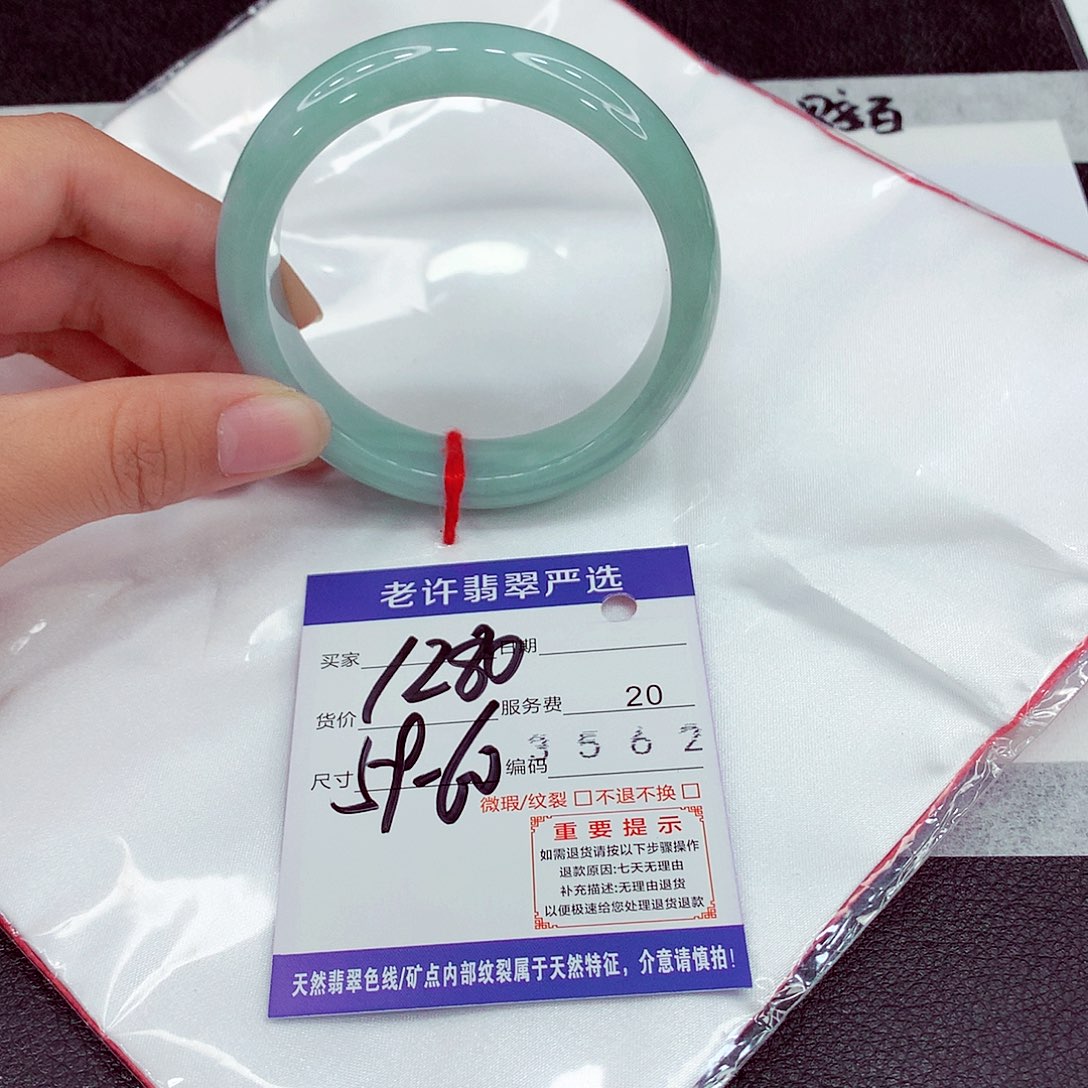 老许翡翠严选
买家 1280 日期
货价 服务费 20
尺寸 59-60 编码 3562
微瑕/纹裂 □不退不换 □
重要提示
如需退货请按以下步骤操作
退款原因:七天无理由
补充描述:无理由退货
以便极速给您处理退货退款
天然翡翠色线/矿点内部纹裂属于天然特征，介意请慎拍!